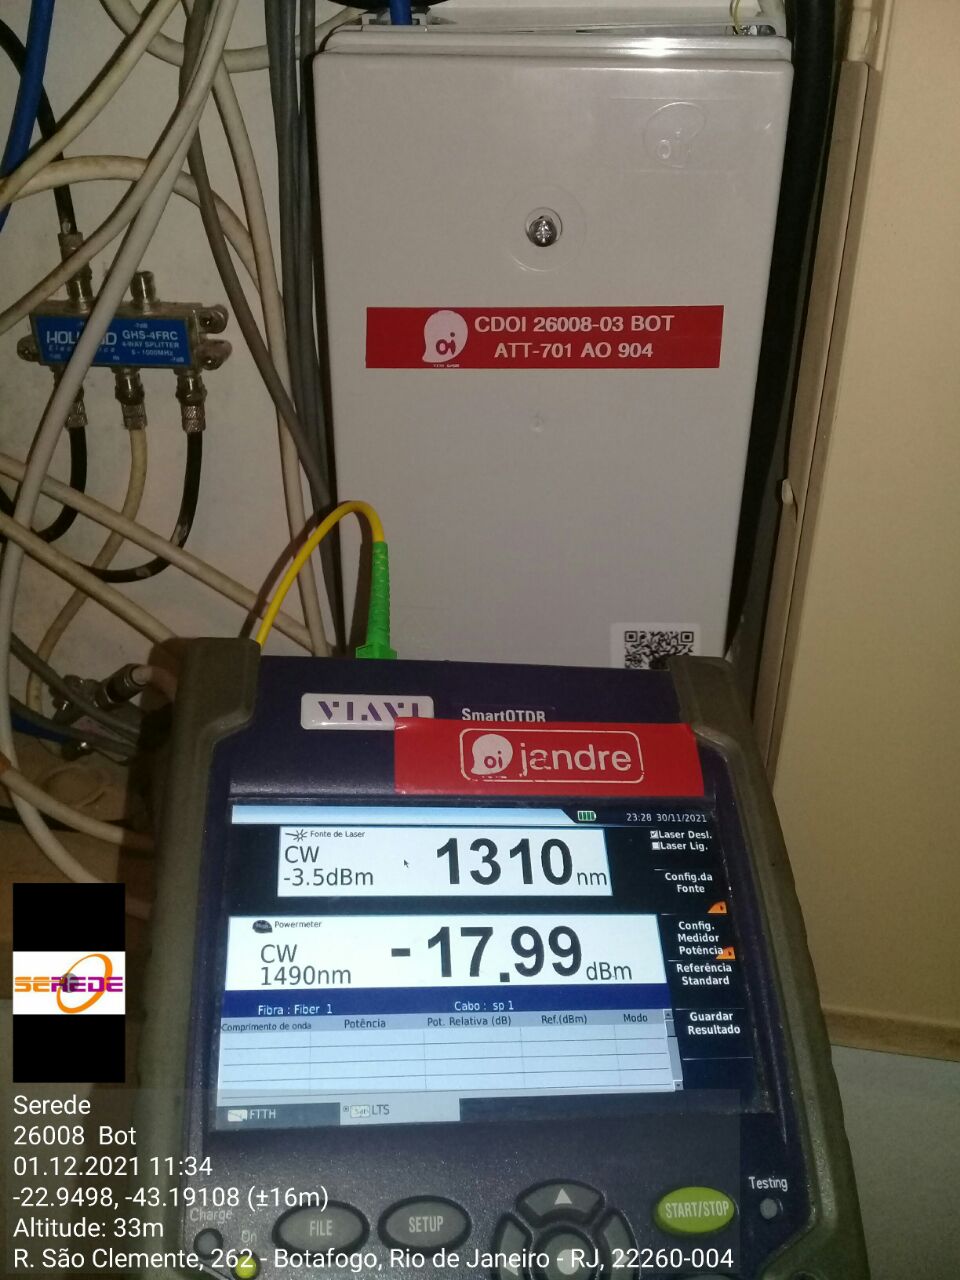 oi
HOLLAND
Electronics
GHS-4FRC
4-WAY SPLITTER
5-1000MHz
-7dB
-7dB
oi
CDOI 26008-03 BOT
ATT-701 AO 904
VIAVI
SmartOTDR
oi jandre
23:28 30/11/2021
Fonte de Laser
CW
-3.5dBm
1310nm
Laser Desl.
Laser Lig.
Config.da
Fonte
Powermeter
CW
1490nm
-17.99dBm
Config.
Medidor
Potência
Referência
Standard
Guardar
Resultado
Fibra : Fiber 1
Cabo : sp 1
Comprimento de onda
Potência
Pot. Relativa (dB)
Ref.(dBm)
Modo
FTTH
LTS
SEREDE
Serede
26008 Bot
01.12.2021 11:34
-22.9498, -43.19108 (±16m)
Altitude: 33m
R. São Clemente, 262 - Botafogo, Rio de Janeiro - RJ, 22260-004
Charge
On
FILE
SETUP
START/STOP
Testing